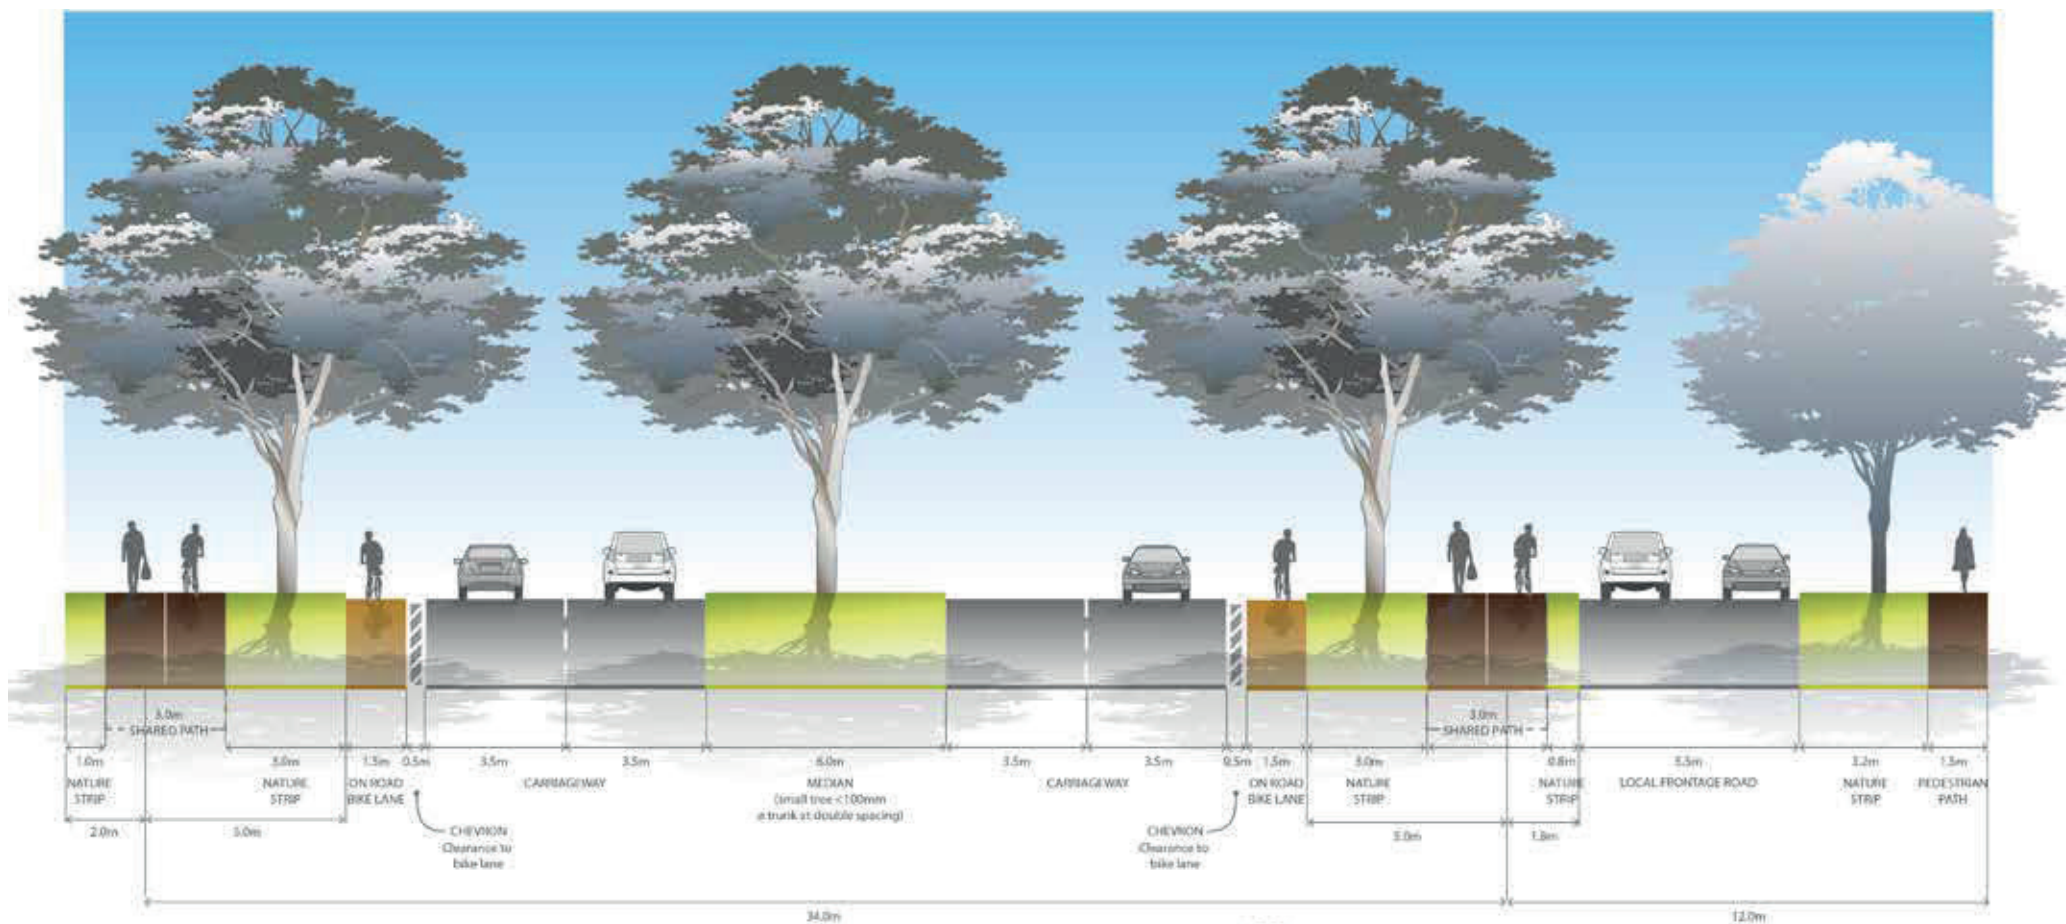 3.0m
SHARED PATH
3.0m
SHARED PATH
1.0m
3.0m
1.5m
0.5m
3.5m
3.5m
6.0m
3.5m
3.5m
0.5m
1.5m
3.0m
0.8m
5.5m
3.2m
1.5m
NATURE
STRIP
NATURE
STRIP
ON ROAD
BIKE LANE
CARRIAGEWAY
MEDIAN
(small tree <100mm
ø trunk at double spacing)
CARRIAGEWAY
ON ROAD
BIKE LANE
NATURE
STRIP
NATURE
STRIP
LOCAL FRONTAGE ROAD
NATURE
STRIP
PEDESTRIAN
PATH
2.0m
5.0m
CHEVRON
Clearance to
bike lane
CHEVRON
Clearance to
bike lane
5.0m
1.8m
34.0m
12.0m